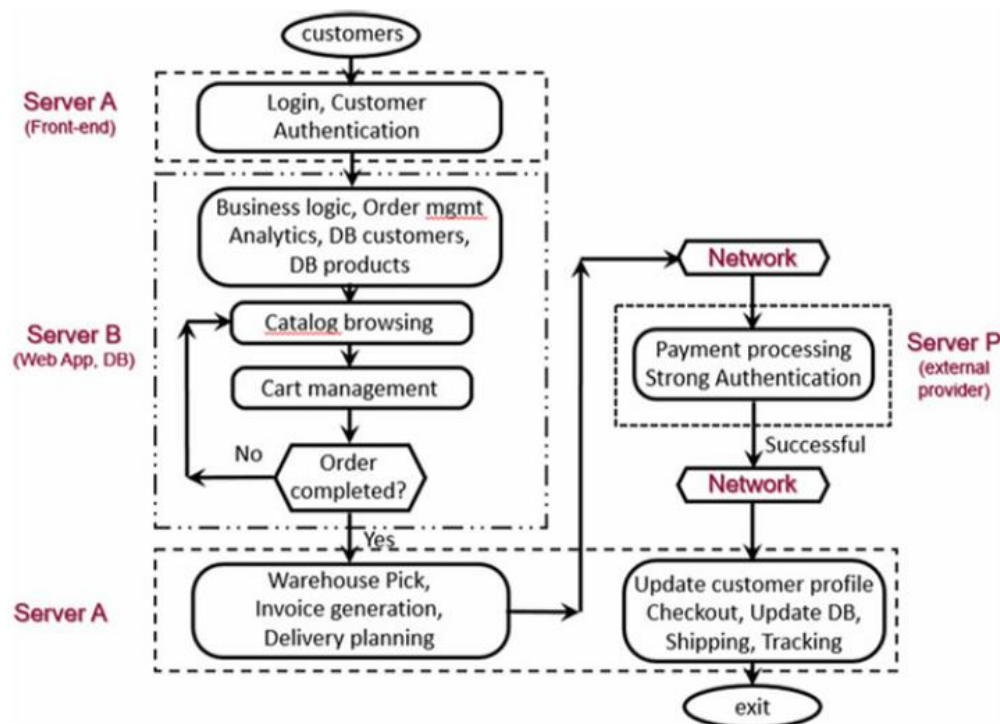 customers
Server A
(Front-end)
Login, Customer
Authentication
Business logic, Order mgmt
Analytics, DB customers,
DB products
Server B
(Web App, DB)
Catalog browsing
Cart management
No
Order
completed?
Yes
Server A
Warehouse Pick,
Invoice generation,
Delivery planning
Network
Payment processing
Strong Authentication
Server P
(external
provider)
Successful
Network
Update customer profile
Checkout, Update DB,
Shipping, Tracking
exit